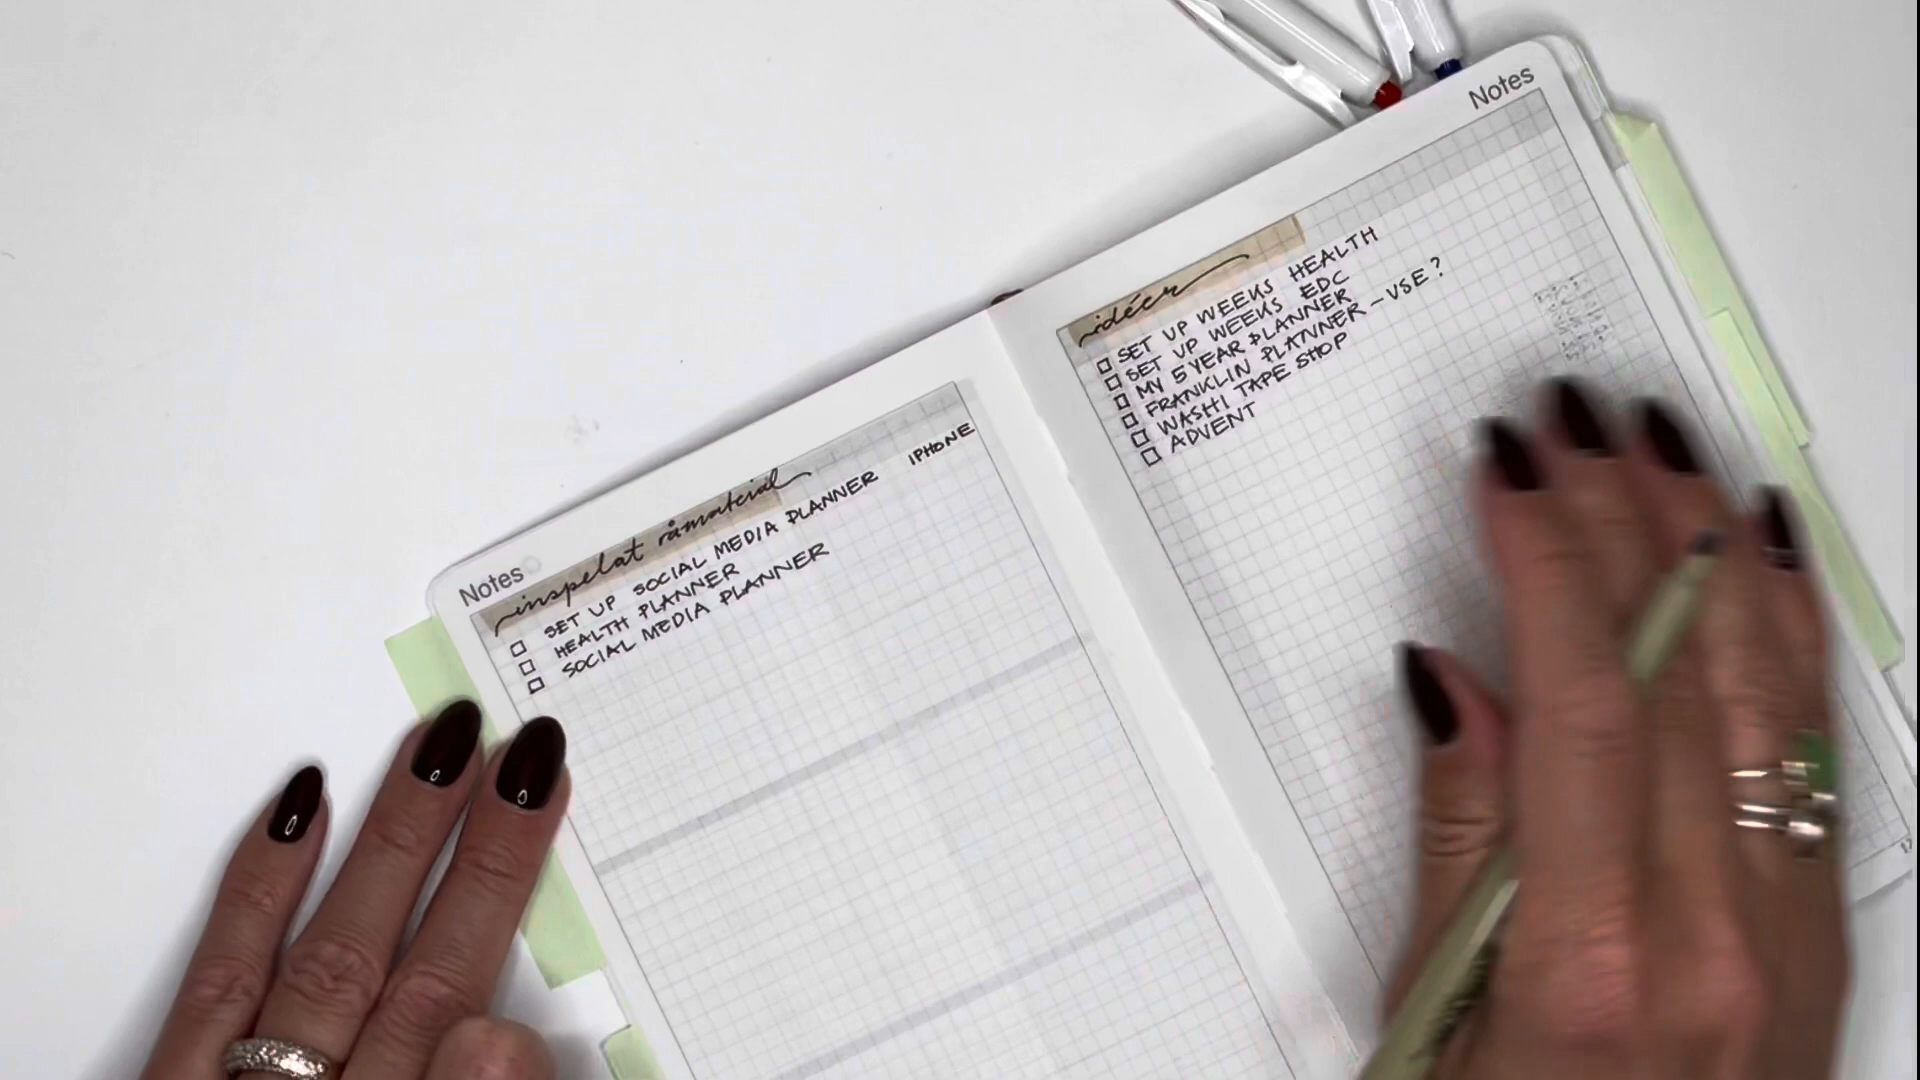 Notes
inspelat råmaterial
SET UP SOCIAL MEDIA PLANNER IPHONE
HEALTH PLANNER
SOCIAL MEDIA PLANNER
Notes
idéer
SET UP WEEKS HEALTH
SET UP WEEKS EDC
MY 5 YEAR PLANNER
FRANKLIN PLANNER - USE?
WASHI TAPE SHOP
ADVENT